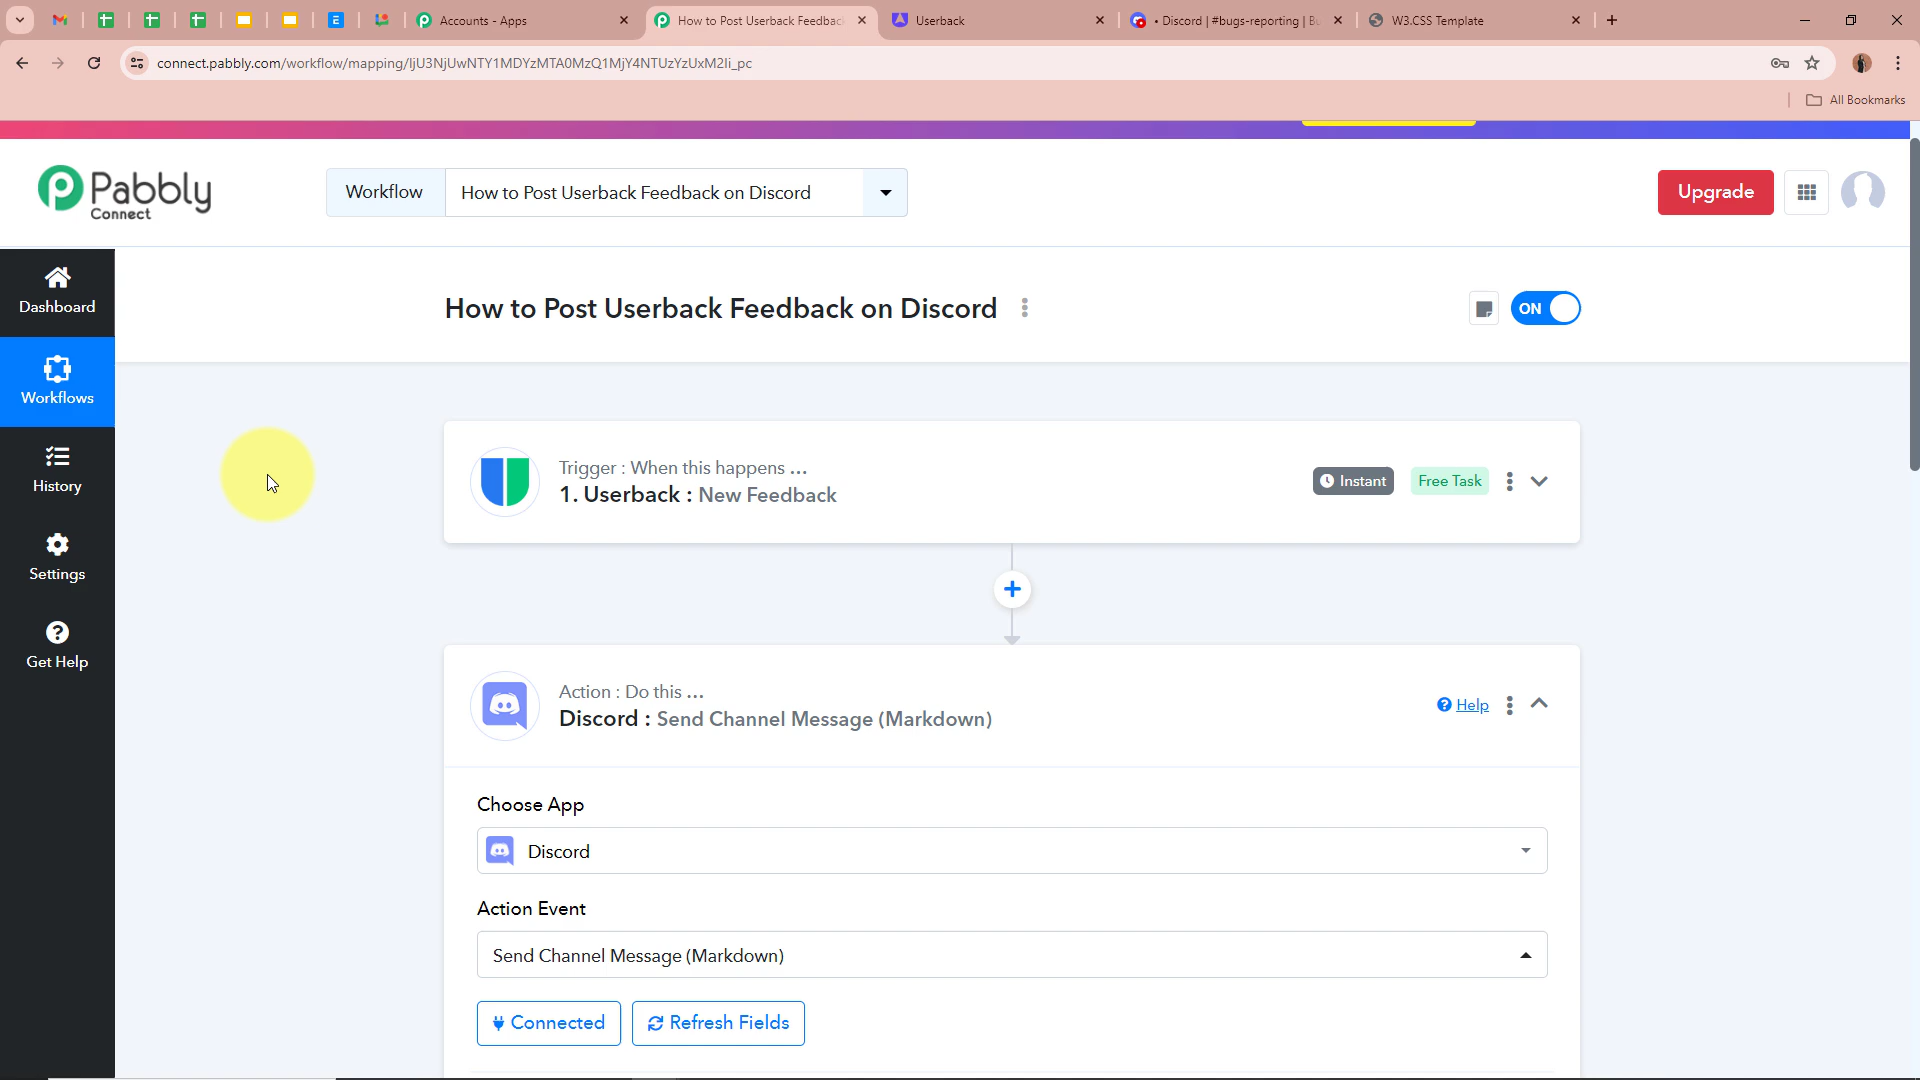 Accounts - Apps
How to Post Userback Feedback
Userback
• Discord | #bugs-reporting | Bu
W3.CSS Template
connect.pabbly.com/workflow/mapping/IjU3NjUwNTY1MDYzMTA0MzQ1MjY4NTUzYzUxM2Ii_pc
All Bookmarks
Pabbly
Connect
Workflow
How to Post Userback Feedback on Discord
Upgrade
Dashboard
Workflows
History
Settings
Get Help
How to Post Userback Feedback on Discord
ON
Trigger : When this happens ...
1. Userback : New Feedback
Instant
Free Task
Action : Do this ...
Discord : Send Channel Message (Markdown)
Help
Choose App
Discord
Action Event
Send Channel Message (Markdown)
Connected
Refresh Fields